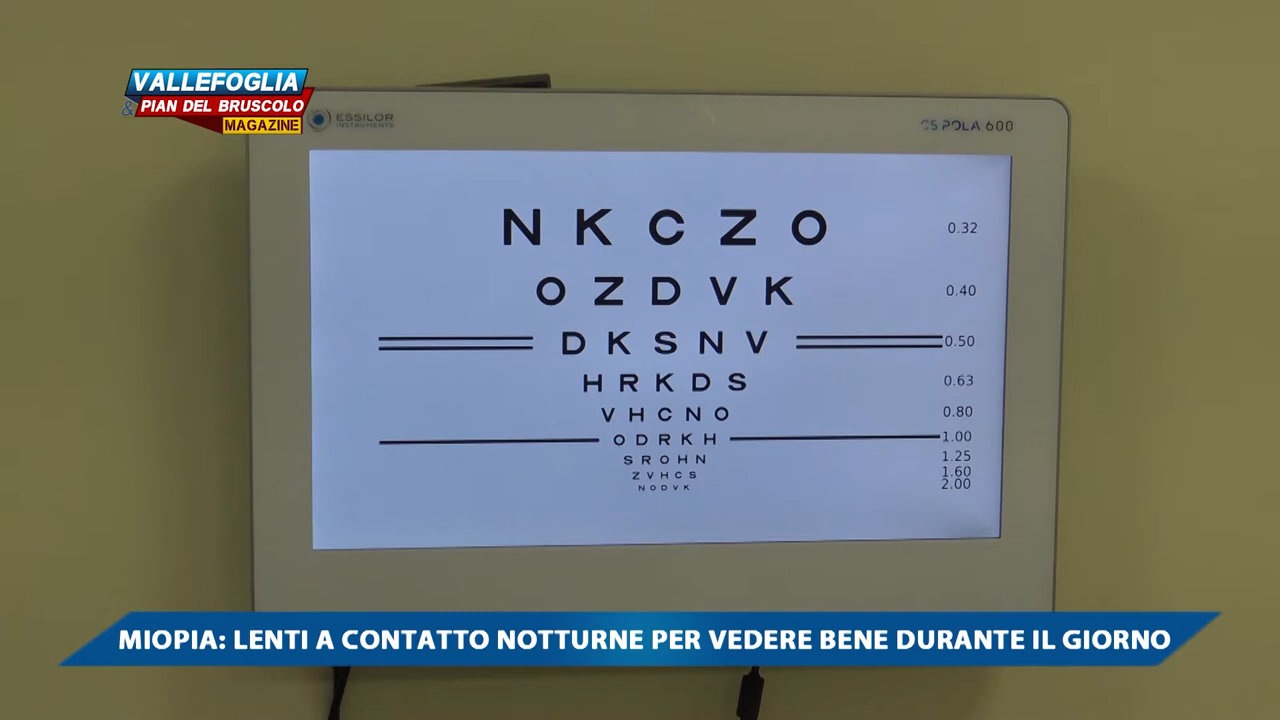 VALLEFOGLIA
& PIAN DEL BRUSCOLO
MAGAZINE
ESSILOR
INSTRUMENTS
CS POLA 600
N K C Z O 0.32
O Z D V K 0.40
D K S N V 0.50
H R K D S 0.63
V H C N O 0.80
O D R K H 1.00
S R O H N 1.25
Z V H C S 1.60
N O D V K 2.00
MIOPIA: LENTI A CONTATTO NOTTURNE PER VEDERE BENE DURANTE IL GIORNO